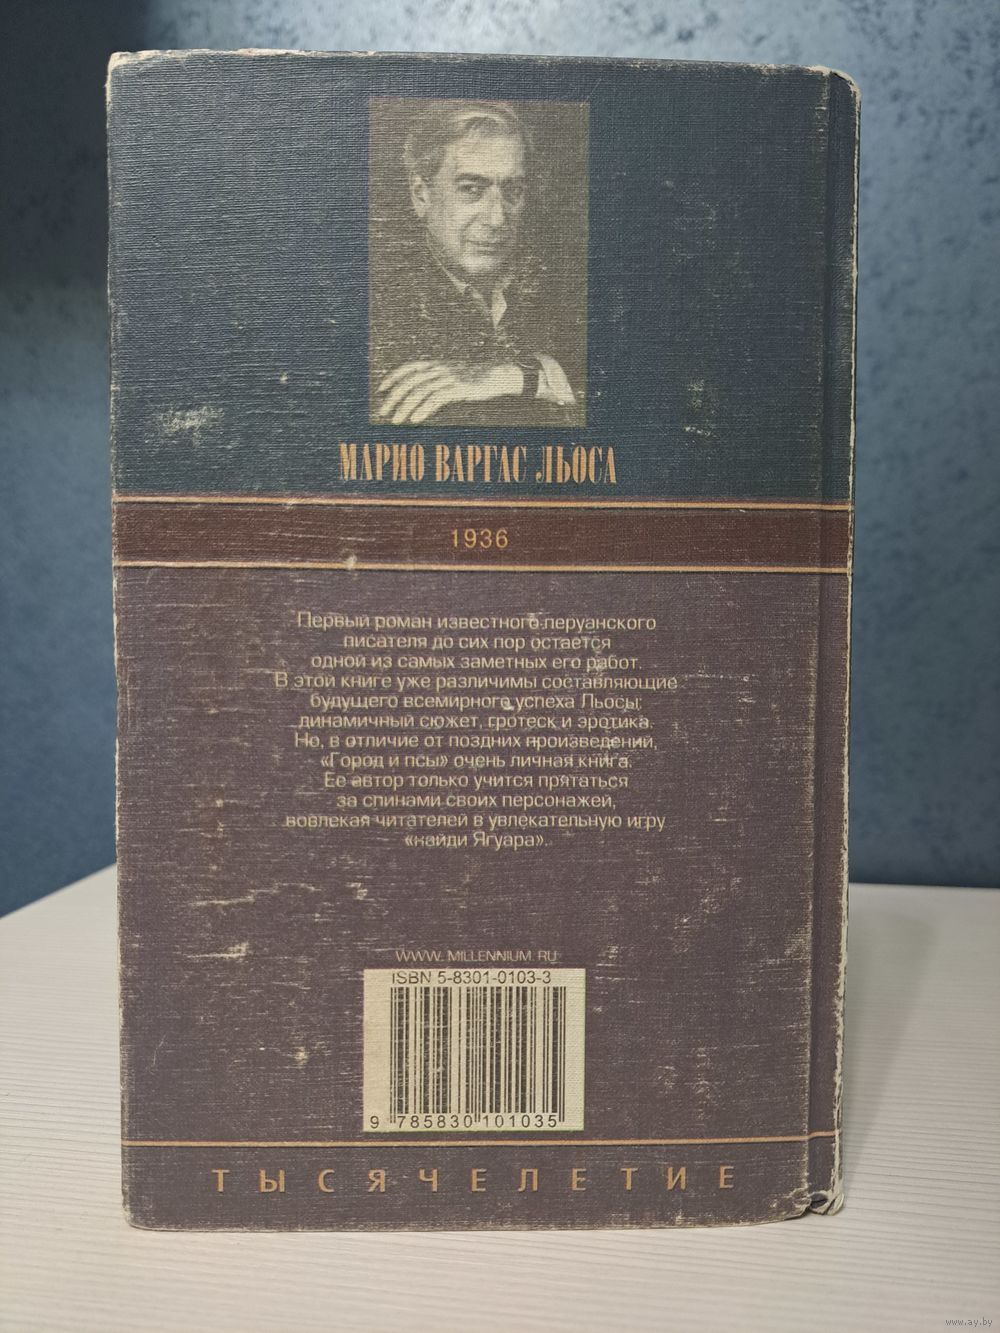 МАРИО ВАРГАС ЛЬОСА
1936
Первый роман известного перуанского
писателя до сих пор остается
одной из самых заметных его работ.
В этой книге уже различимы составляющие
будущего всемирного успеха Льосы:
динамичный сюжет, гротеск и эротика.
Но, в отличие от поздних произведений,
«Город и псы» очень личная книга.
Ее автор только учится прятаться
за спинами своих персонажей,
вовлекая читателей в увлекательную игру
«найди Ягуара».
WWW. MILLENNIUM. RU
ISBN 5-8301-0103-3
9 785830 101035
ТЫСЯЧЕЛЕТИЕ
www.ay.by